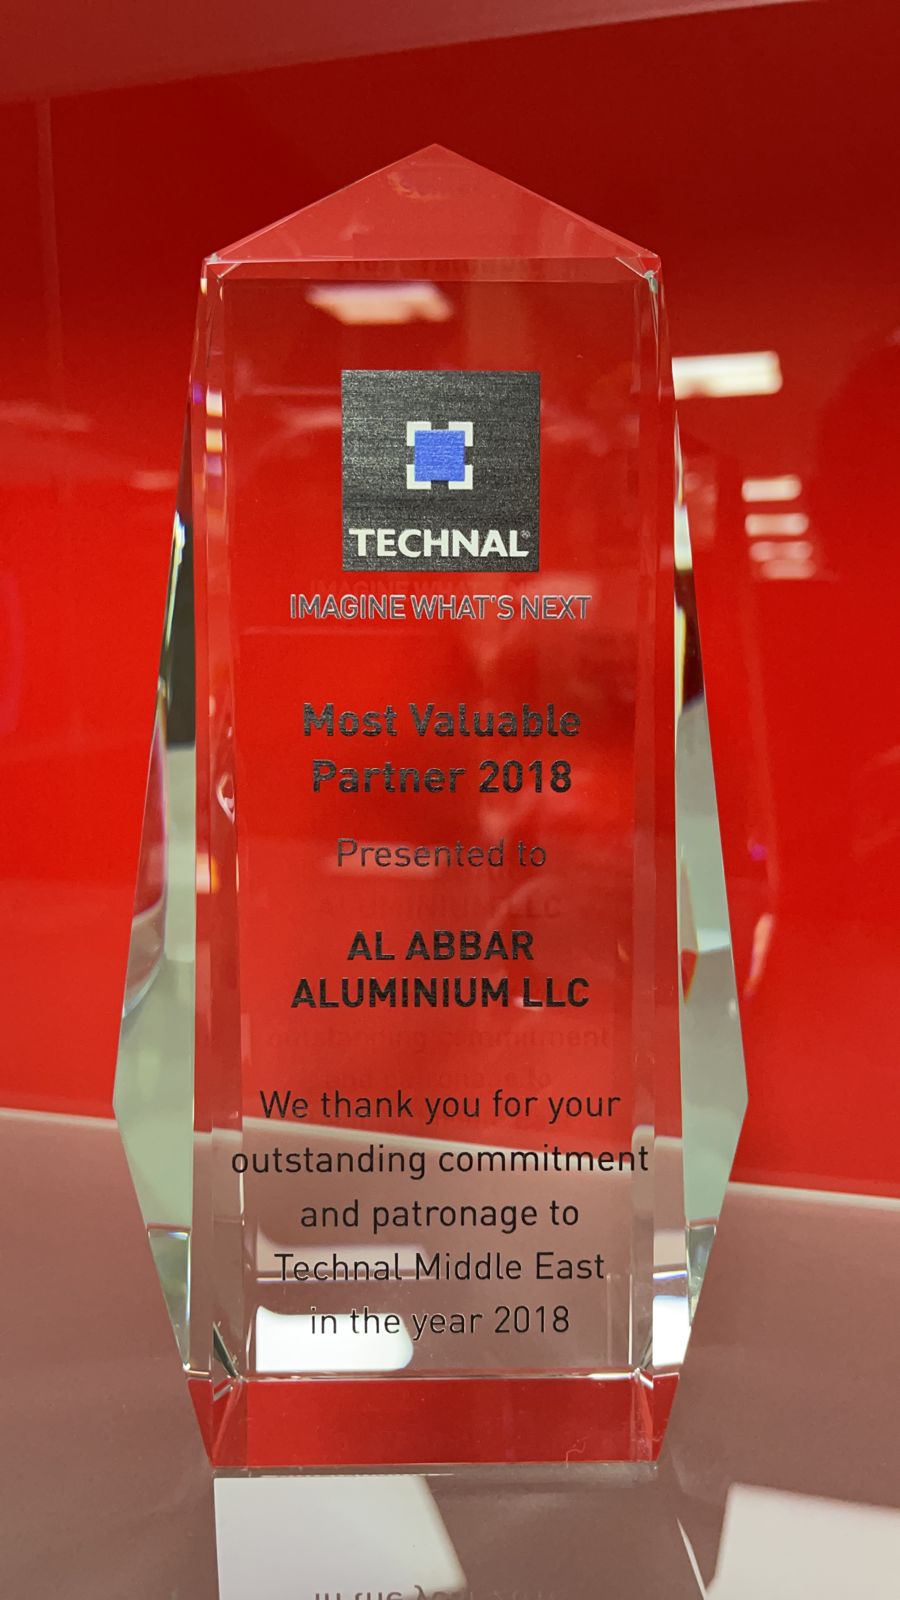 TECHNAL®
IMAGINE WHAT'S NEXT
Most Valuable
Partner 2018
Presented to
AL ABBAR
ALUMINIUM LLC
We thank you for your
outstanding commitment
and patronage to
Technal Middle East
in the year 2018